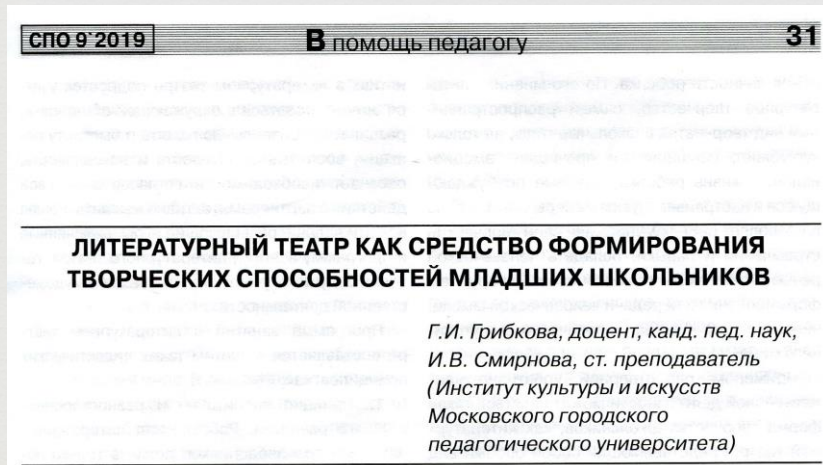 СПО 9'2019 В помощь педагогу 31
ЛИТЕРАТУРНЫЙ ТЕАТР КАК СРЕДСТВО ФОРМИРОВАНИЯ
ТВОРЧЕСКИХ СПОСОБНОСТЕЙ МЛАДШИХ ШКОЛЬНИКОВ
Г.И. Грибкова, доцент, канд. пед. наук,
И.В. Смирнова, ст. преподаватель
(Институт культуры и искусств
Московского городского
педагогического университета)